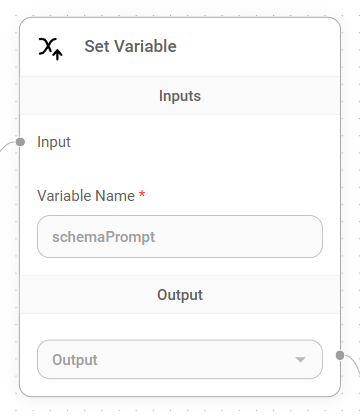 Set Variable
Inputs
Input
Variable Name *
schemaPrompt
Output
Output